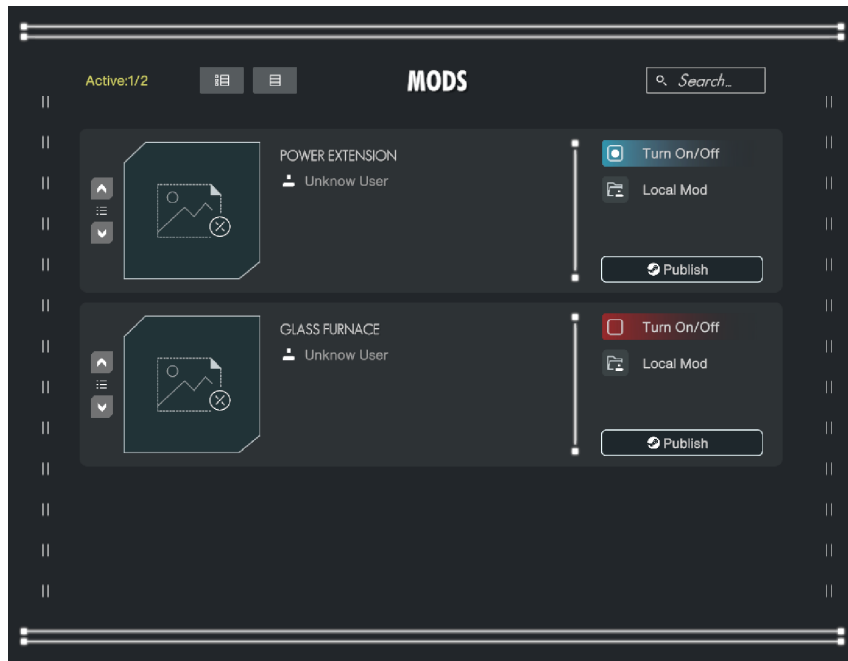 Active:1/2
MODS
Search...
POWER EXTENSION
Unknow User
Turn On/Off
Local Mod
Publish
GLASS FURNACE
Unknow User
Turn On/Off
Local Mod
Publish